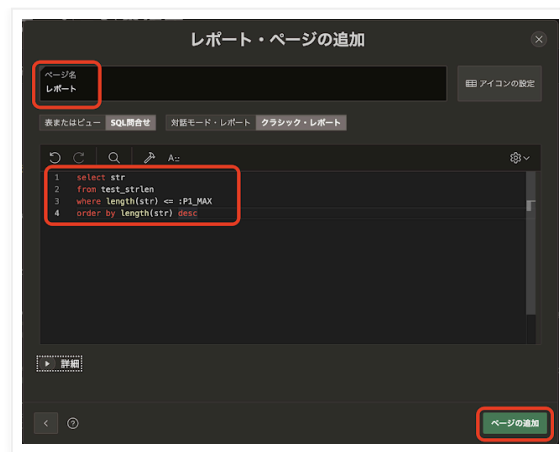 レポート・ページの追加
ページ名
レポート
アイコンの設定
表またはビュー SQL問合せ 対話モード・レポート クラシック・レポート
1 select str
2 from test_strlen
3 where length(str) <= :P1_MAX
4 order by length(str) desc
詳細
ページの追加